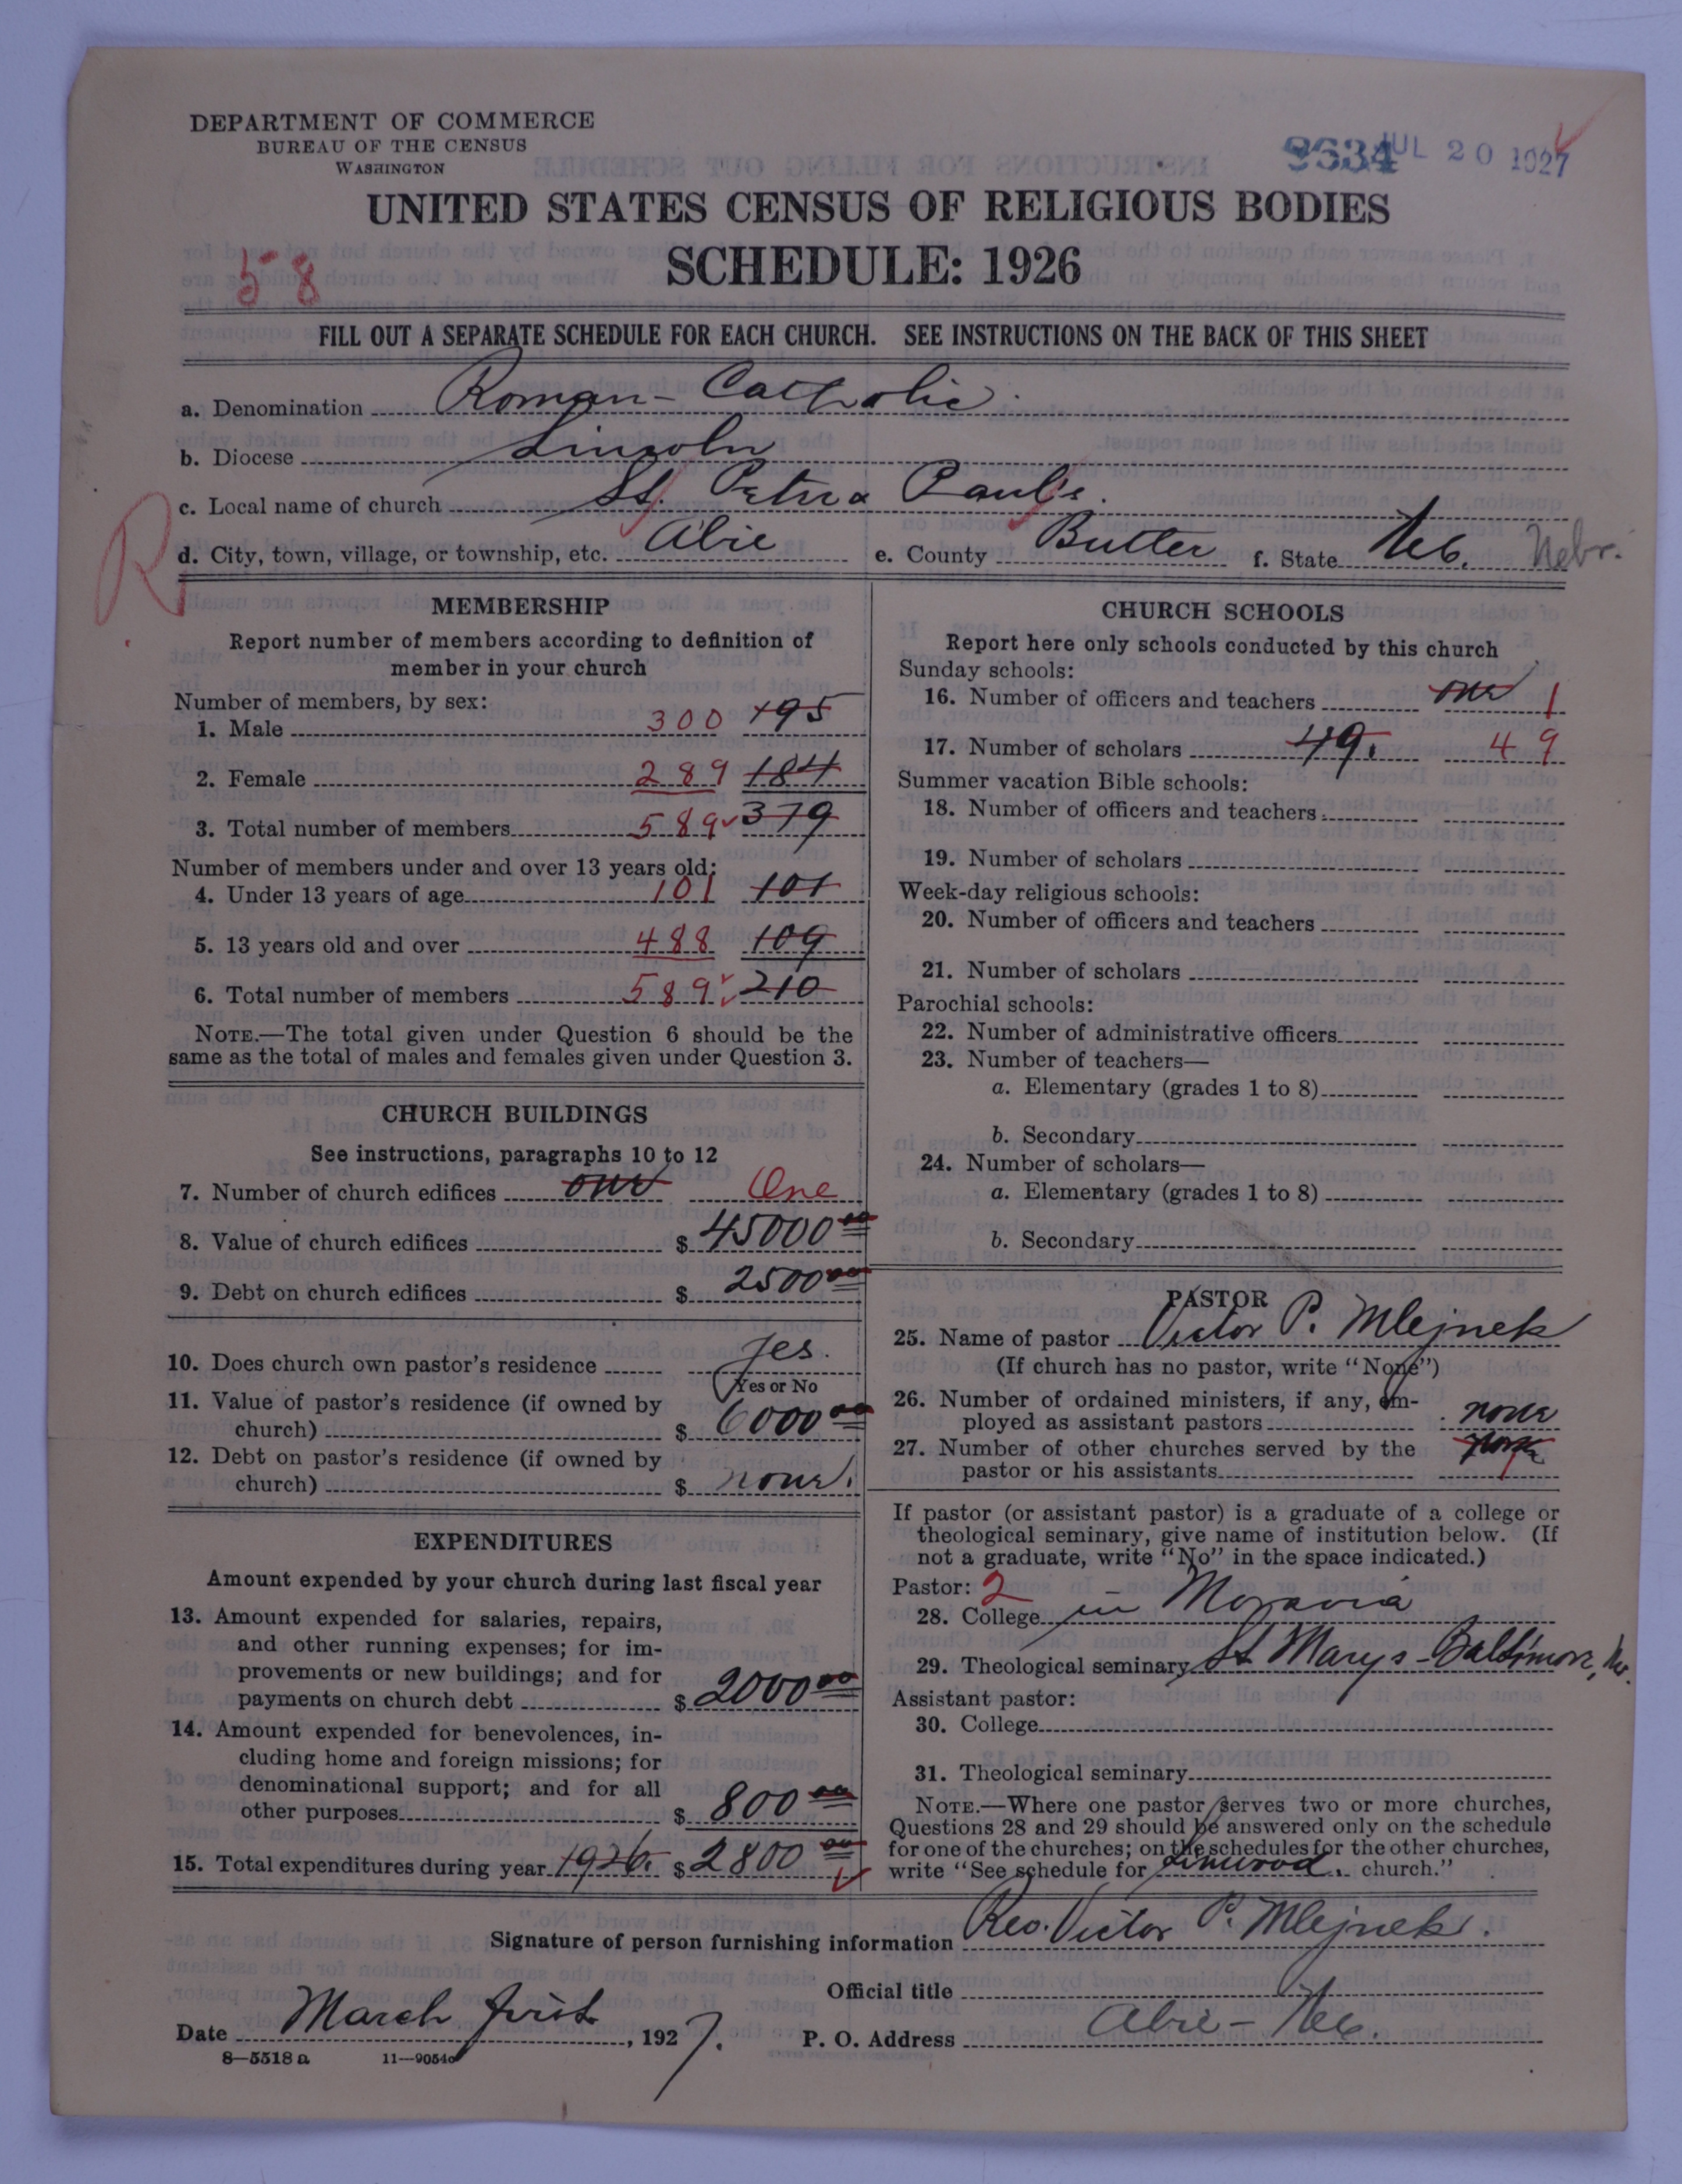 DEPARTMENT OF COMMERCE
BUREAU OF THE CENSUS
WASHINGTON
JUL 20 1927
UNITED STATES CENSUS OF RELIGIOUS BODIES
SCHEDULE: 1926
58
FILL OUT A SEPARATE SCHEDULE FOR EACH CHURCH. SEE INSTRUCTIONS ON THE BACK OF THIS SHEET
a. Denomination Roman-Catholic.
b. Diocese Lincoln
c. Local name of church St. Peter & Paul's.
R
d. City, town, village, or township, etc. Abie e. County Butler f. State Neb. Nebr.
MEMBERSHIP
Report number of members according to definition of
member in your church
Number of members, by sex:
1. Male 300 195
2. Female 289 184
3. Total number of members 589 379
Number of members under and over 13 years old:
4. Under 13 years of age 101 101
5. 13 years old and over 488 109
6. Total number of members 589 210
NOTE.—The total given under Question 6 should be the
same as the total of males and females given under Question 3.
CHURCH BUILDINGS
See instructions, paragraphs 10 to 12
7. Number of church edifices one One
8. Value of church edifices $ 45000 00
9. Debt on church edifices $ 2500 00
10. Does church own pastor's residence Yes.
(Yes or No
11. Value of pastor's residence (if owned by
church) $ 6000 00
12. Debt on pastor's residence (if owned by
church) $ none.
EXPENDITURES
Amount expended by your church during last fiscal year
13. Amount expended for salaries, repairs,
and other running expenses; for im-
provements or new buildings; and for
payments on church debt $ 2000 00
14. Amount expended for benevolences, in-
cluding home and foreign missions; for
denominational support; and for all
other purposes $ 800 00
15. Total expenditures during year 1926. $ 2800 00
CHURCH SCHOOLS
Report here only schools conducted by this church
Sunday schools:
16. Number of officers and teachers one 1
17. Number of scholars 49. 49
Summer vacation Bible schools:
18. Number of officers and teachers
19. Number of scholars
Week-day religious schools:
20. Number of officers and teachers
21. Number of scholars
Parochial schools:
22. Number of administrative officers
23. Number of teachers—
a. Elementary (grades 1 to 8)
b. Secondary
24. Number of scholars—
a. Elementary (grades 1 to 8)
b. Secondary
PASTOR
25. Name of pastor Victor P. Mlejnek
(If church has no pastor, write "None")
26. Number of ordained ministers, if any, em-
ployed as assistant pastors none
27. Number of other churches served by the
pastor or his assistants 1
If pastor (or assistant pastor) is a graduate of a college or
theological seminary, give name of institution below. (If
not a graduate, write "No" in the space indicated.)
Pastor: 2
28. College in - Moravia
29. Theological seminary St Marys - Baltimore,
Assistant pastor:
30. College
31. Theological seminary
NOTE.—Where one pastor serves two or more churches,
Questions 28 and 29 should be answered only on the schedule
for one of the churches; on the schedules for the other churches,
write "See schedule for Linwood. church."
Signature of person furnishing information Rev. Victor P. Mlejnek.
Official title
Date March first, 1927. P. O. Address Abie - Neb.
8—5518 a 11—9054